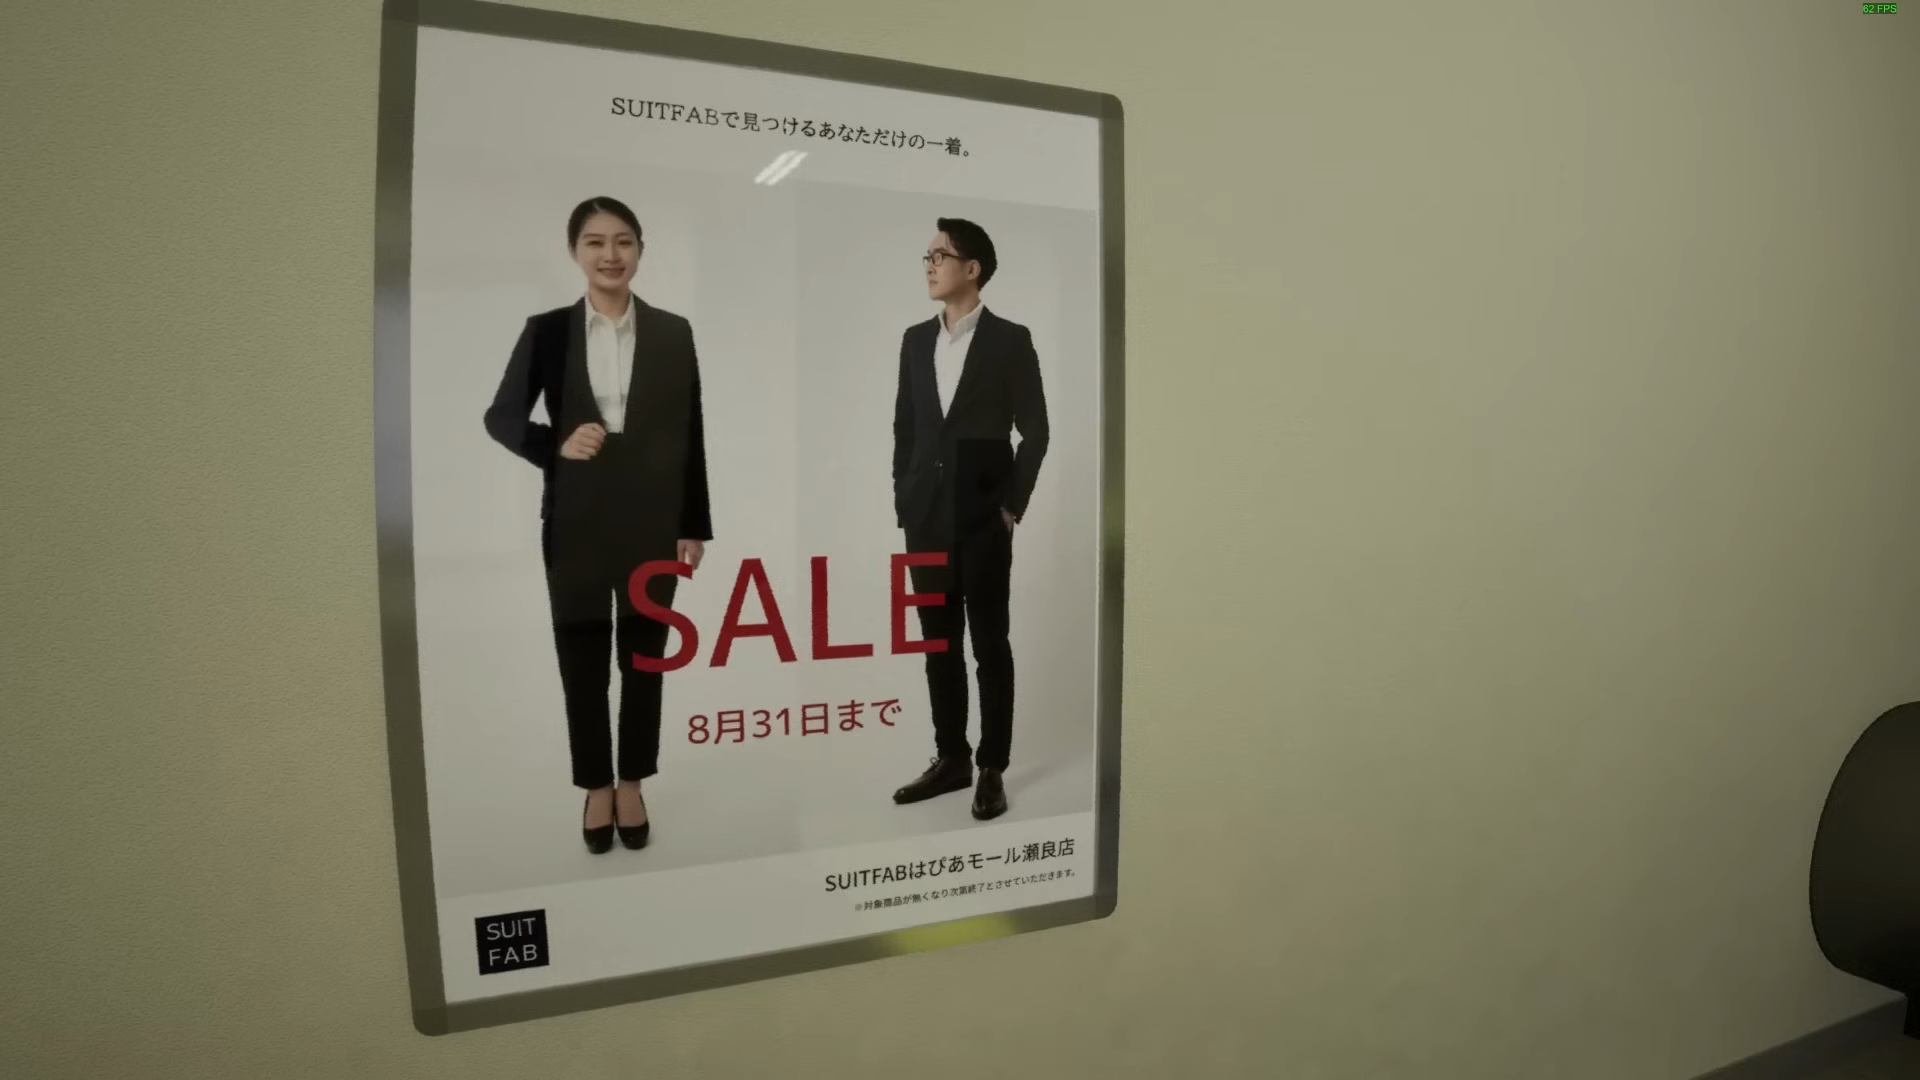 62 FPS
SUITFABで見つけるあなただけの一着。
SALE
8月31日まで
SUITFABはぴあモール瀬良店
※対象商品が無くなり次第終了とさせていただきます。
SUIT
FAB